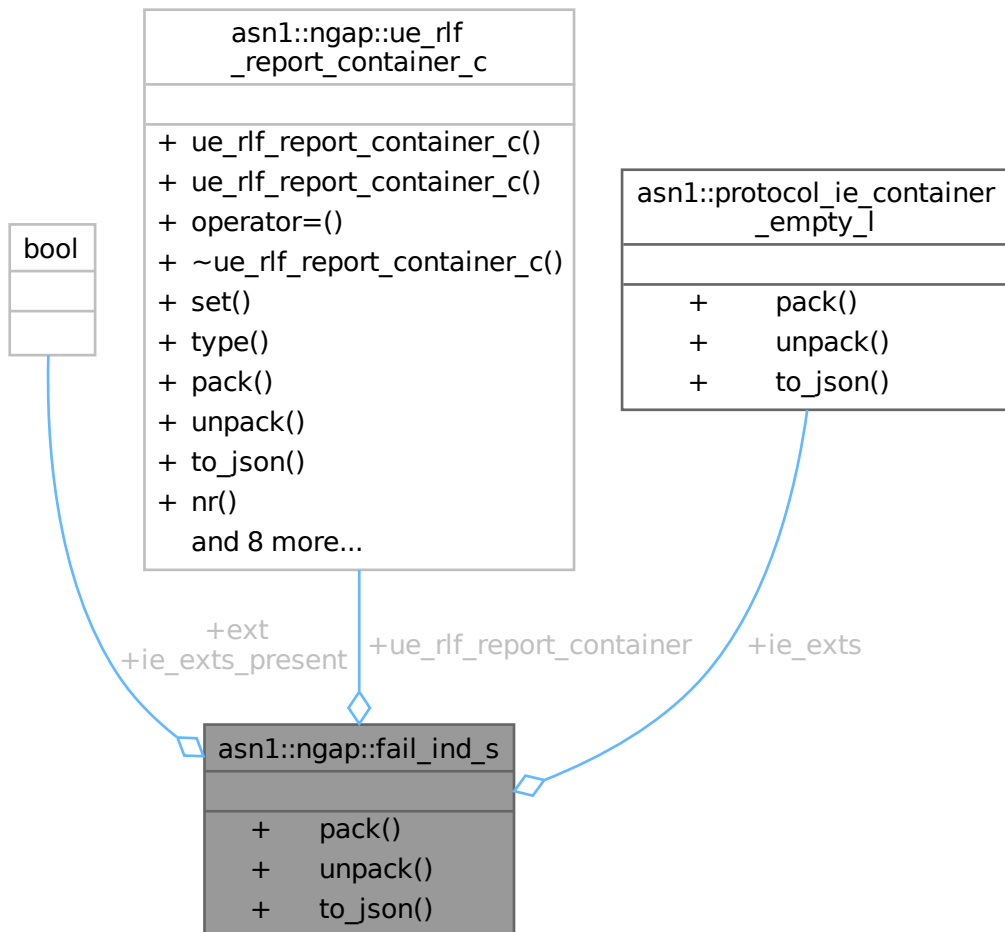 asn1::ngap::ue_rlf
_report_container_c
+ ue_rlf_report_container_c()
+ ue_rlf_report_container_c()
+ operator=()
+ ~ue_rlf_report_container_c()
+ set()
+ type()
+ pack()
+ unpack()
+ to_json()
+ nr()
and 8 more...
bool
asn1::protocol_ie_container
_empty_l
+ pack()
+ unpack()
+ to_json()
+ext
+ie_exts_present
+ue_rlf_report_container
+ie_exts
asn1::ngap::fail_ind_s
+ pack()
+ unpack()
+ to_json()